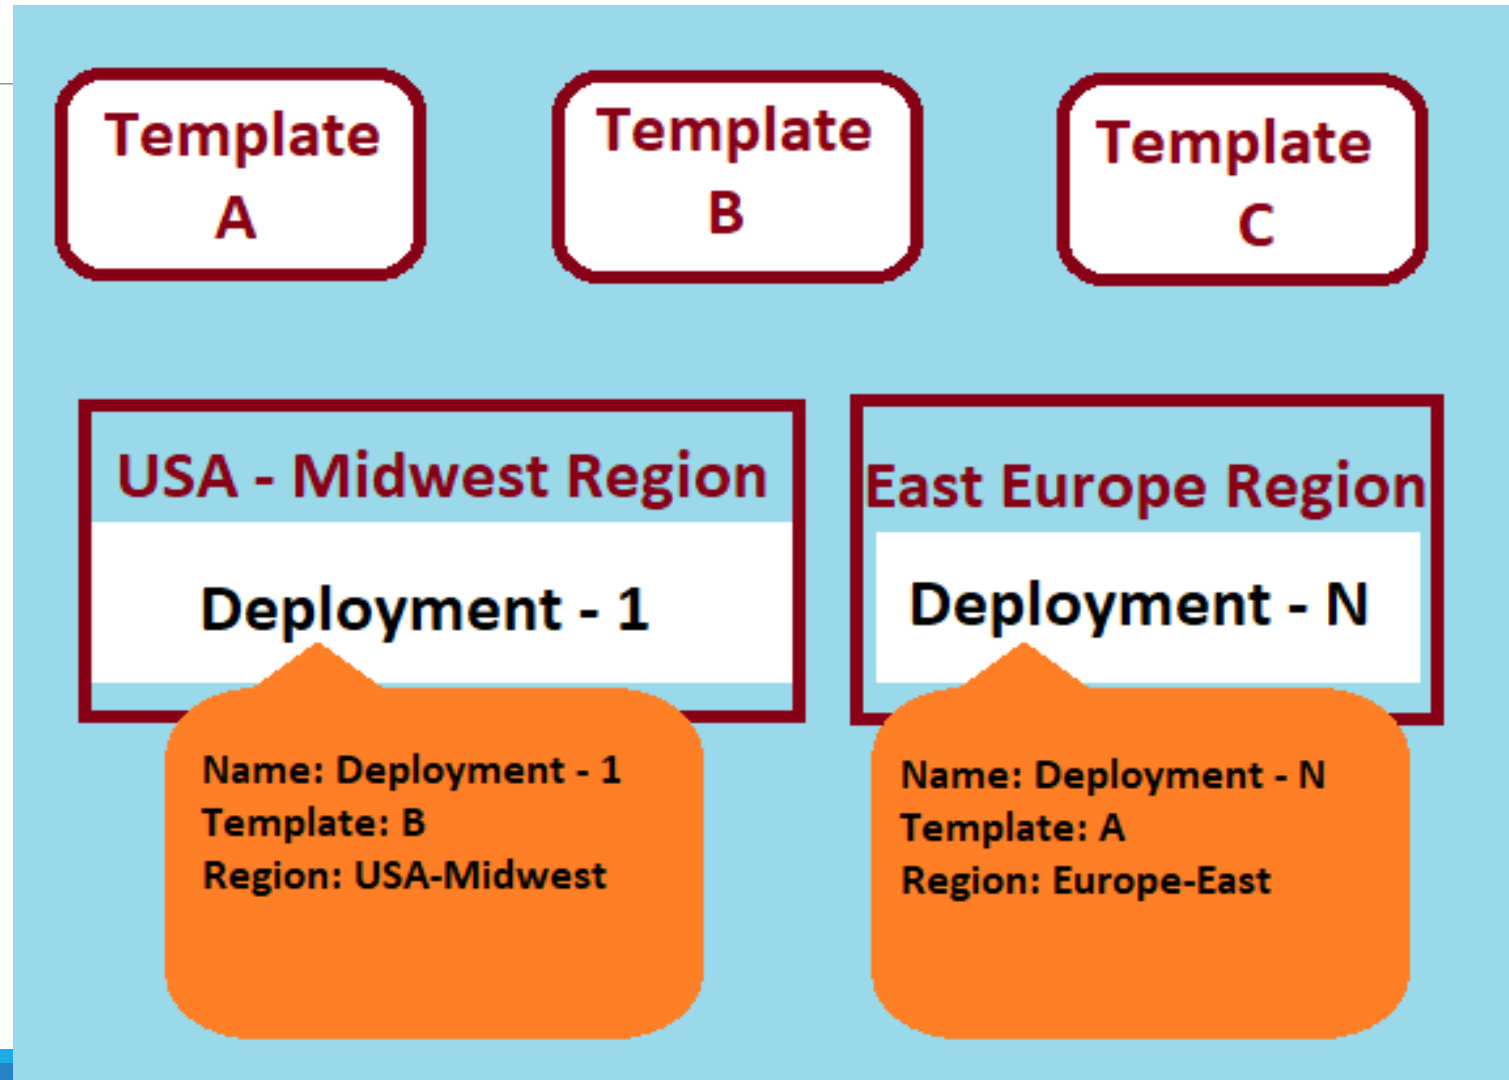 Template
A
Template
B
Template
C
USA - Midwest Region
Deployment - 1
Name: Deployment - 1
Template: B
Region: USA-Midwest
East Europe Region
Deployment - N
Name: Deployment - N
Template: A
Region: Europe-East